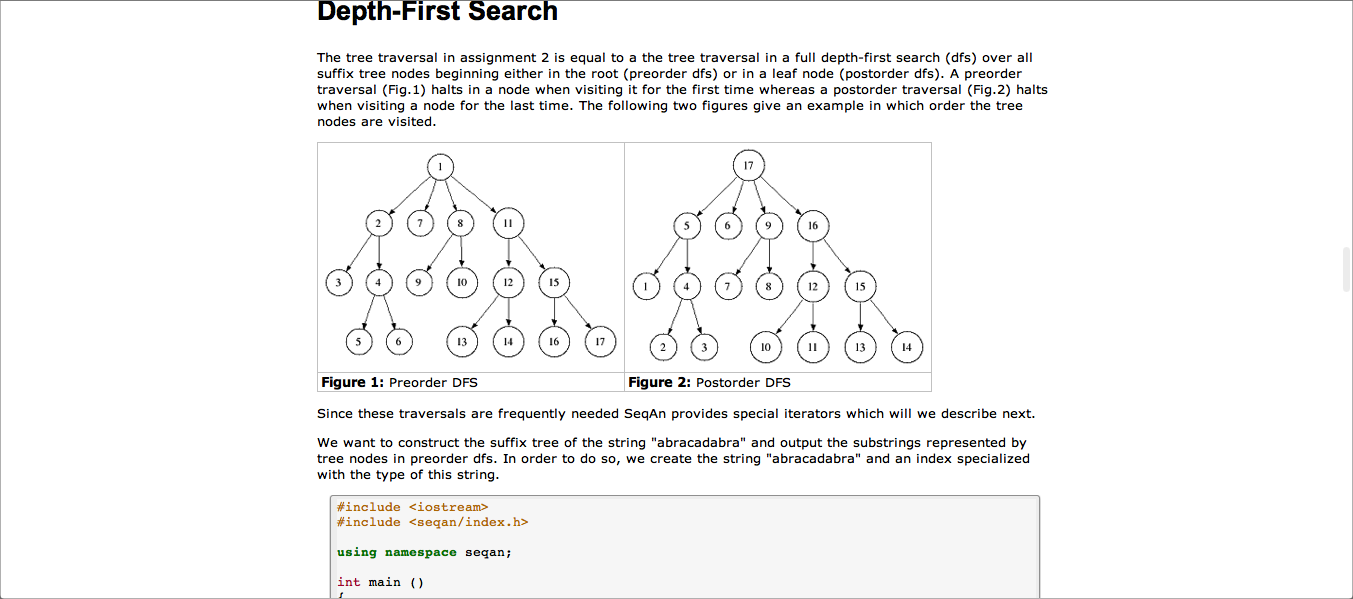 Depth-First Search
The tree traversal in assignment 2 is equal to a the tree traversal in a full depth-first search (dfs) over all
suffix tree nodes beginning either in the root (preorder dfs) or in a leaf node (postorder dfs). A preorder
traversal (Fig.1) halts in a node when visiting it for the first time whereas a postorder traversal (Fig.2) halts
when visiting a node for the last time. The following two figures give an example in which order the tree
nodes are visited.
1
2 7 8 11
3 4 9 10 12 15
5 6 13 14 16 17
Figure 1: Preorder DFS
17
5 6 9 16
1 4 7 8 12 15
2 3 10 11 13 14
Figure 2: Postorder DFS
Since these traversals are frequently needed SeqAn provides special iterators which will we describe next.
We want to construct the suffix tree of the string "abracadabra" and output the substrings represented by
tree nodes in preorder dfs. In order to do so, we create the string "abracadabra" and an index specialized
with the type of this string.
#include <iostream>
#include <seqan/index.h>
using namespace seqan;
int main ()
{